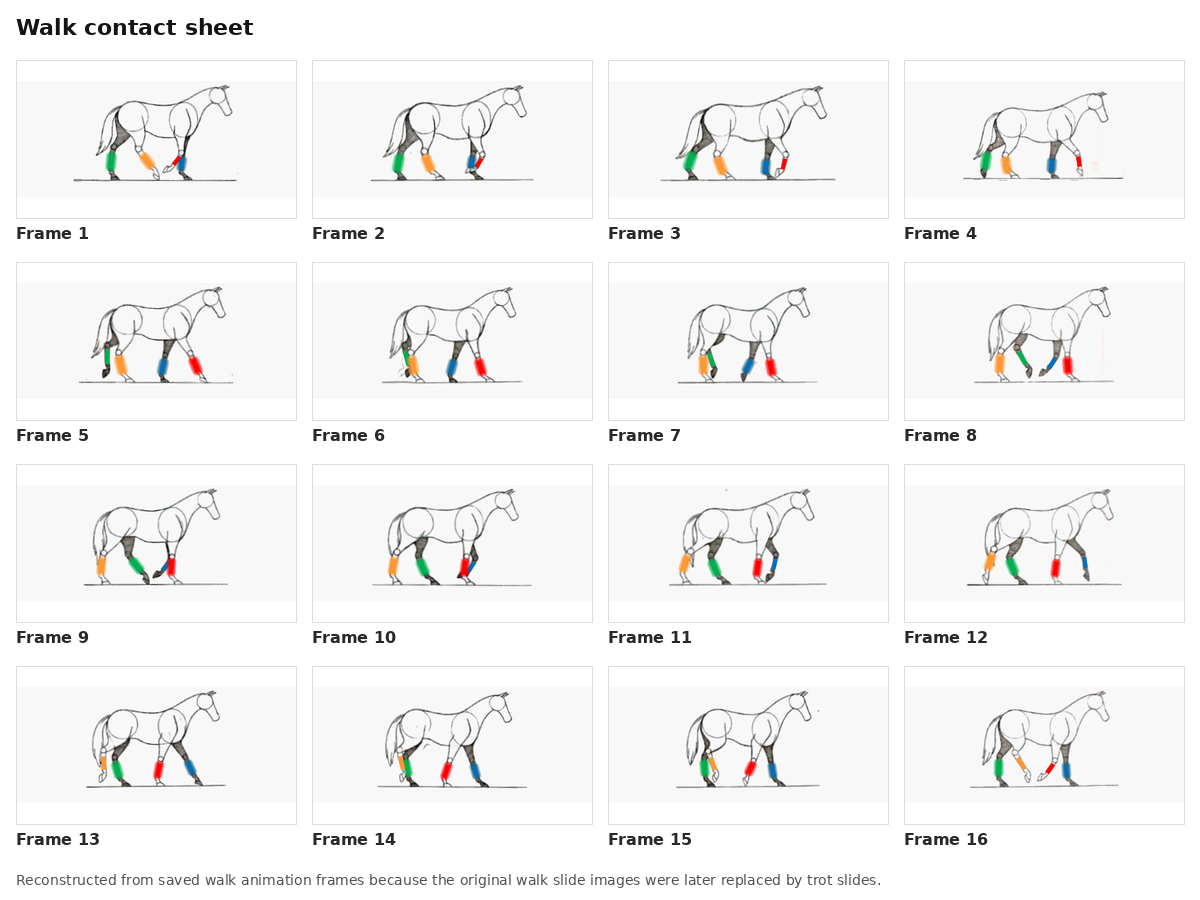 Walk contact sheet
Frame 1
Frame 2
Frame 3
Frame 4
Frame 5
Frame 6
Frame 7
Frame 8
Frame 9
Frame 10
Frame 11
Frame 12
Frame 13
Frame 14
Frame 15
Frame 16
Reconstructed from saved walk animation frames because the original walk slide images were later replaced by trot slides.